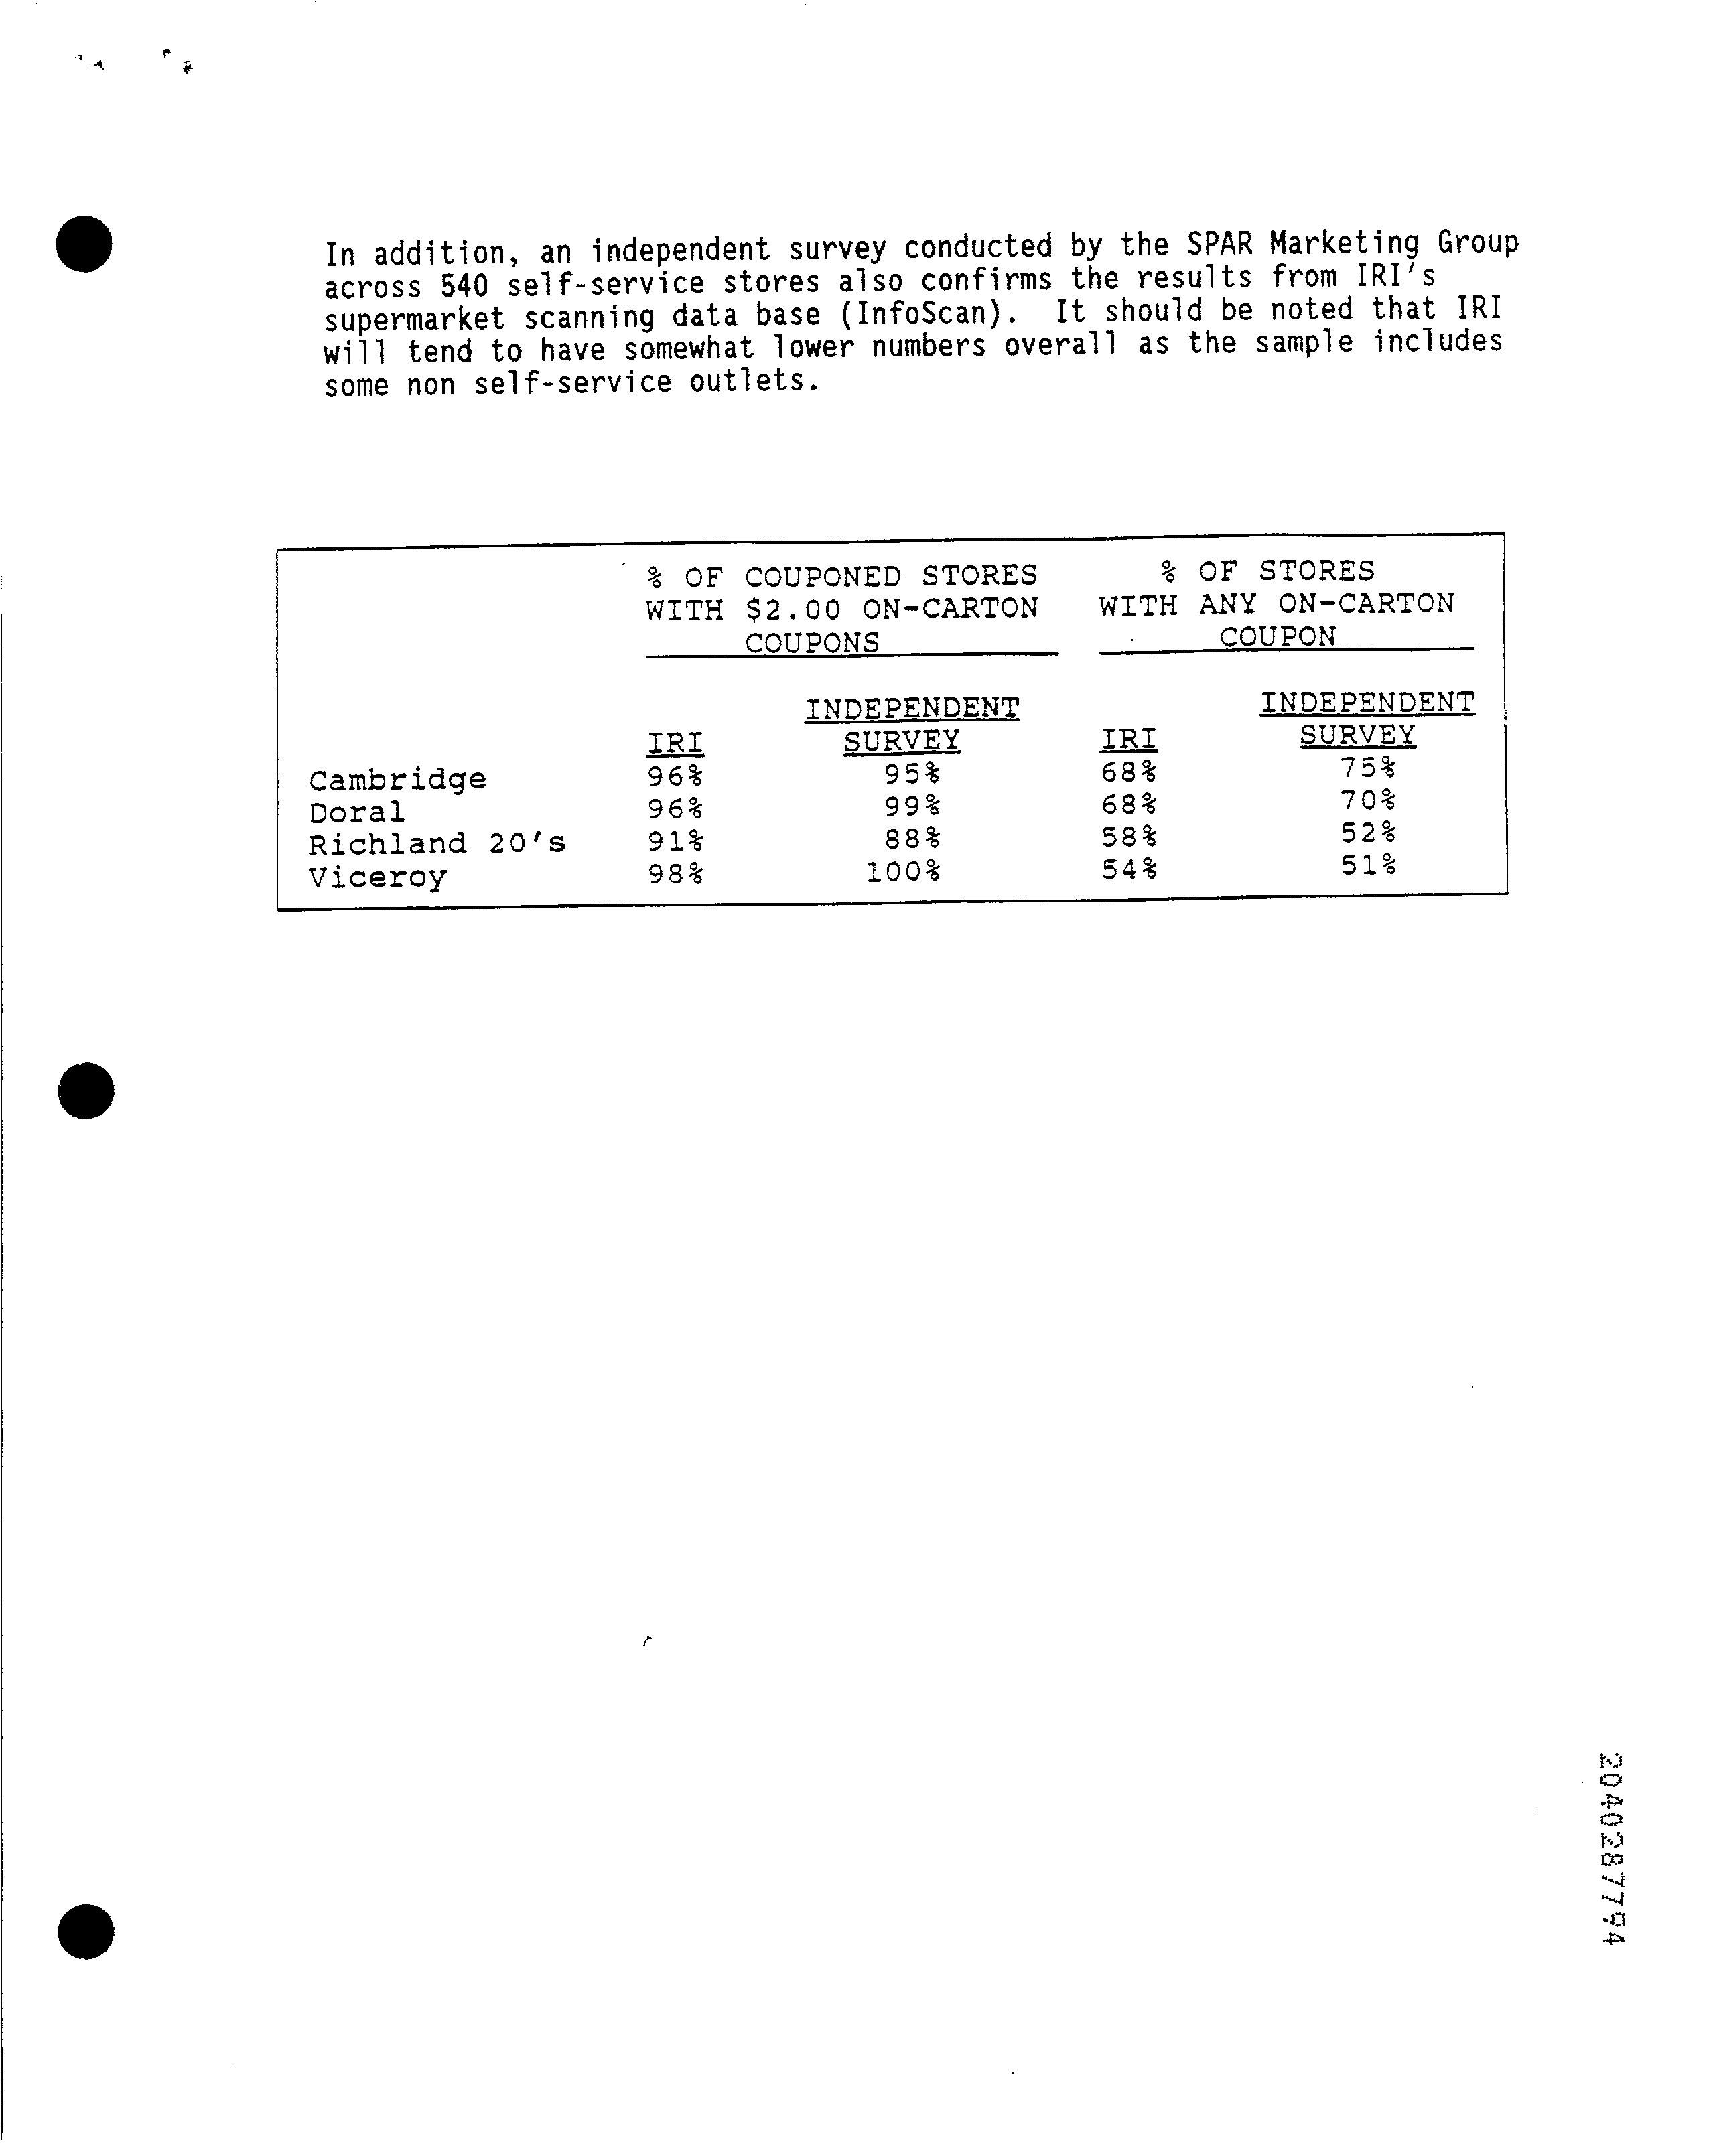 In addition, an independent survey conducted by the SPAR Marketing Group
across 540 self-service stores also confirms the results from IRI's
supermarket scanning data base (InfoScan). It should be noted that IRI
will tend to have somewhat lower numbers overall as the sample includes
some non self-service outlets.
% OF COUPONED STORES % OF STORES
WITH $2.00 ON-CARTON WITH ANY ON-CARTON
COUPONS COUPON
INDEPENDENT INDEPENDENT
IRI SURVEY IRI SURVEY
Cambridge 96% 95% 68% 75%
Doral 96% 99% 68% 70%
Richland 20's 91% 88% 58% 52%
Viceroy 98% 100% 54% 51%
2040287794